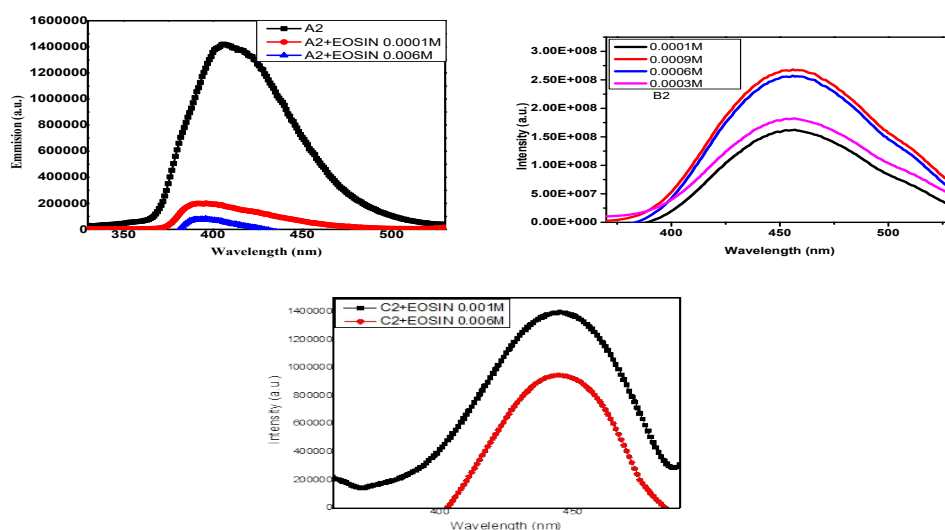 1600000
1400000
1200000
1000000
800000
600000
400000
200000
0
Emmision (a.u.)
A2
A2+EOSIN 0.0001M
A2+EOSIN 0.006M
350 400 450 500
Wavelength (nm)
3.00E+008
2.50E+008
2.00E+008
1.50E+008
1.00E+008
5.00E+007
0.00E+000
Intensity (a.u.)
0.0001M
0.0009M
0.0006M
0.0003M
B2
400 450 500
Wavelength (nm)
1400000
1200000
1000000
800000
600000
400000
200000
0
Intensity (a.u.)
C2+EOSIN 0.001M
C2+EOSIN 0.006M
400 450
Wavelength (nm)